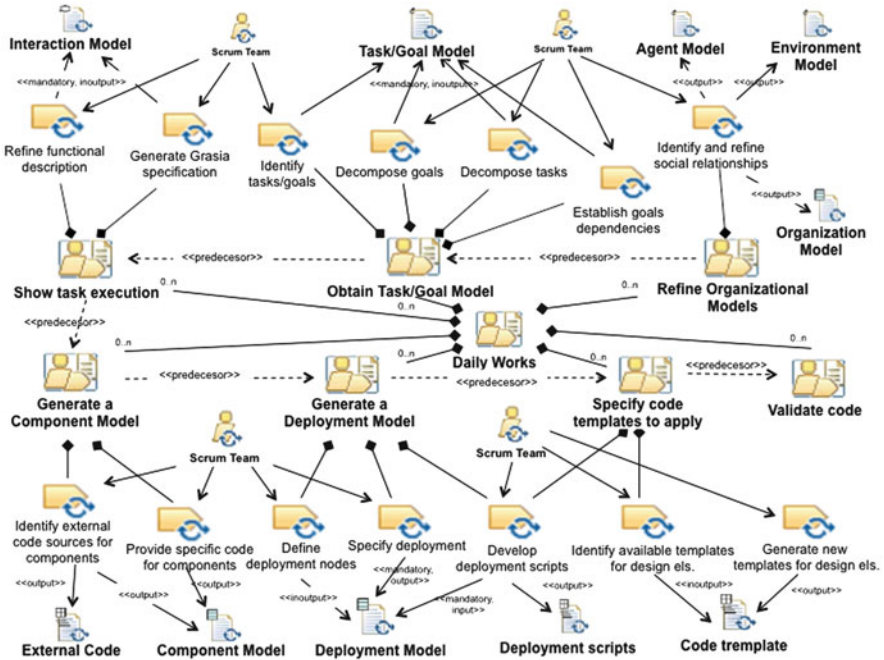 Interaction Model
Scrum Team
Task/Goal Model
Scrum Team
Agent Model
Environment
Model
<<mandatory, inoutput>>
<<mandatory, inoutput>>
<<output>>
<<output>>
Refine functional
description
Generate Grasia
specification
Identify
tasks/goals
Decompose goals
Decompose tasks
Establish goals
dependencies
Identify and refine
social relationships
<<output>>
Organization
Model
<<predecesor>>
<<predecesor>>
Show task execution
Obtain Task/Goal Model
Refine Organizational
Models
0..n
0..n
0..n
<<predecesor>>
0..n
0..n
0..n
0..n
Daily Works
<<predecesor>>
<<predecesor>>
<<predecesor>>
Generate a
Component Model
Generate a
Deployment Model
Specify code
templates to apply
Validate code
Scrum Team
Scrum Team
Identify external
code sources for
components
Provide specific code
for components
Define
deployment nodes
Specify deployment
Develop
deployment scripts
Identify available templates
for design els.
Generate new
templates for design els.
<<output>>
<<output>>
<<output>>
<<inoutput>>
<<mandatory,
output>>
<<mandatory,
input>>
<<output>>
<<inoutput>>
<<output>>
External Code
Component Model
Deployment Model
Deployment scripts
Code tremplate